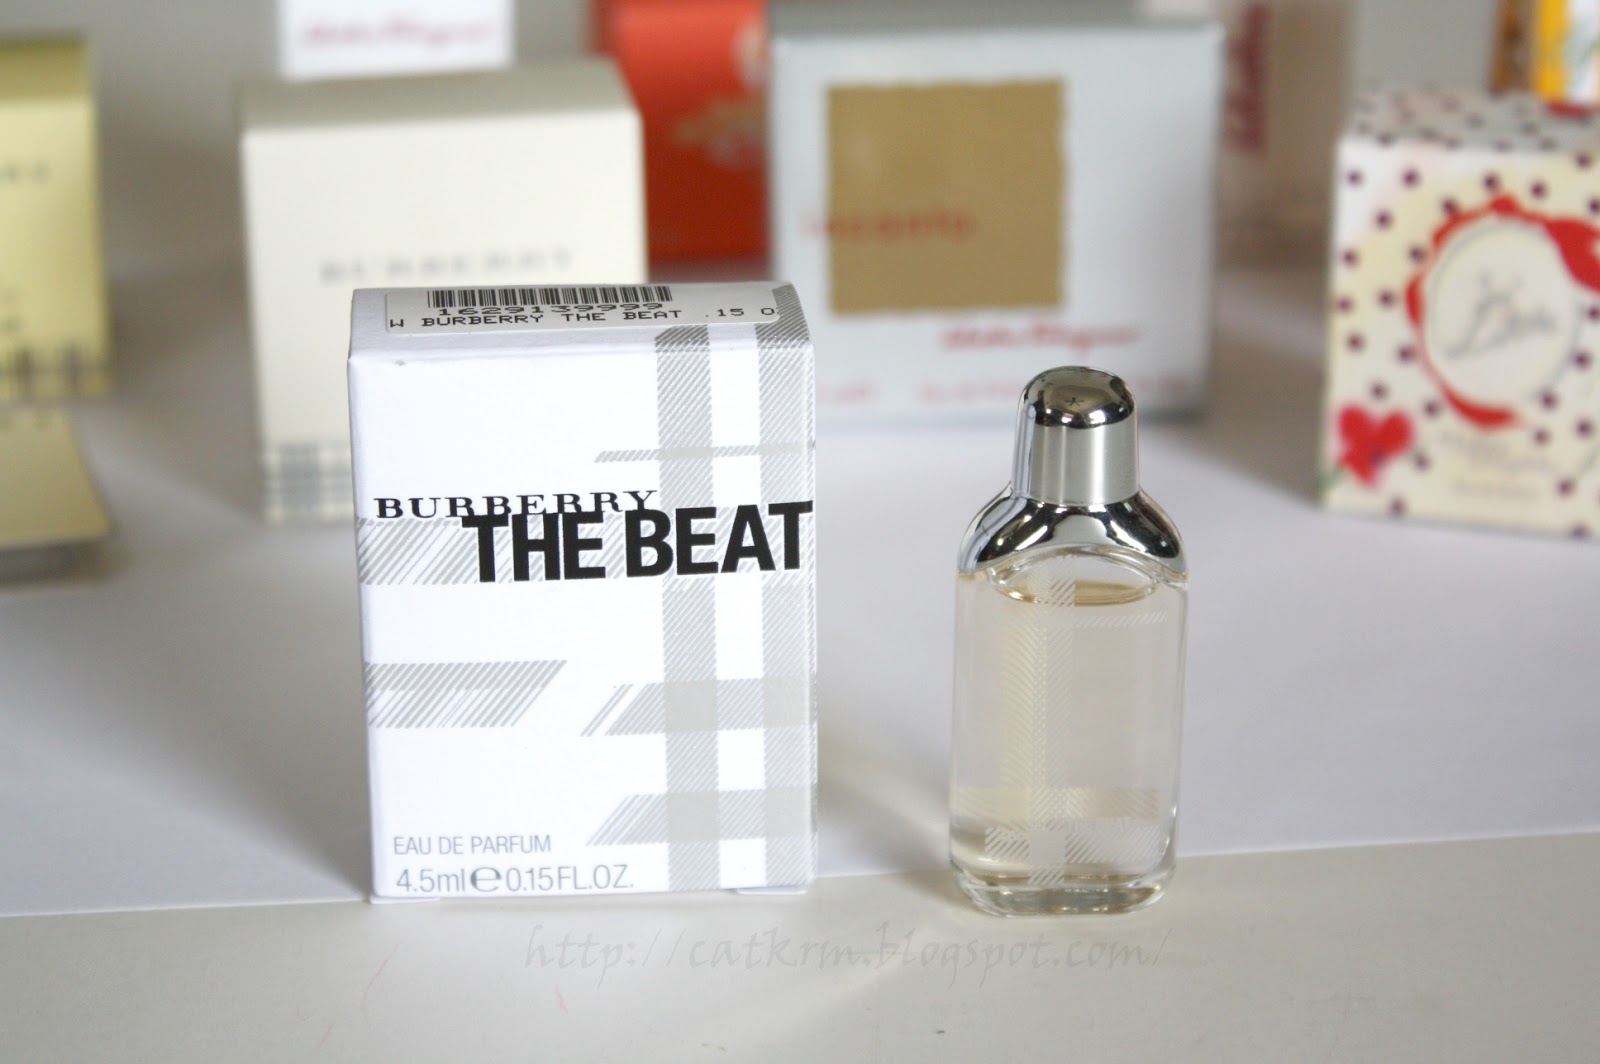 BURBERRY
incanto
1629139999
W BURBERRY THE BEAT .15 O
BURBERRY
THE BEAT
EAU DE PARFUM
4.5ml e 0.15FL.OZ.
http://catkrm.blogspot.com/